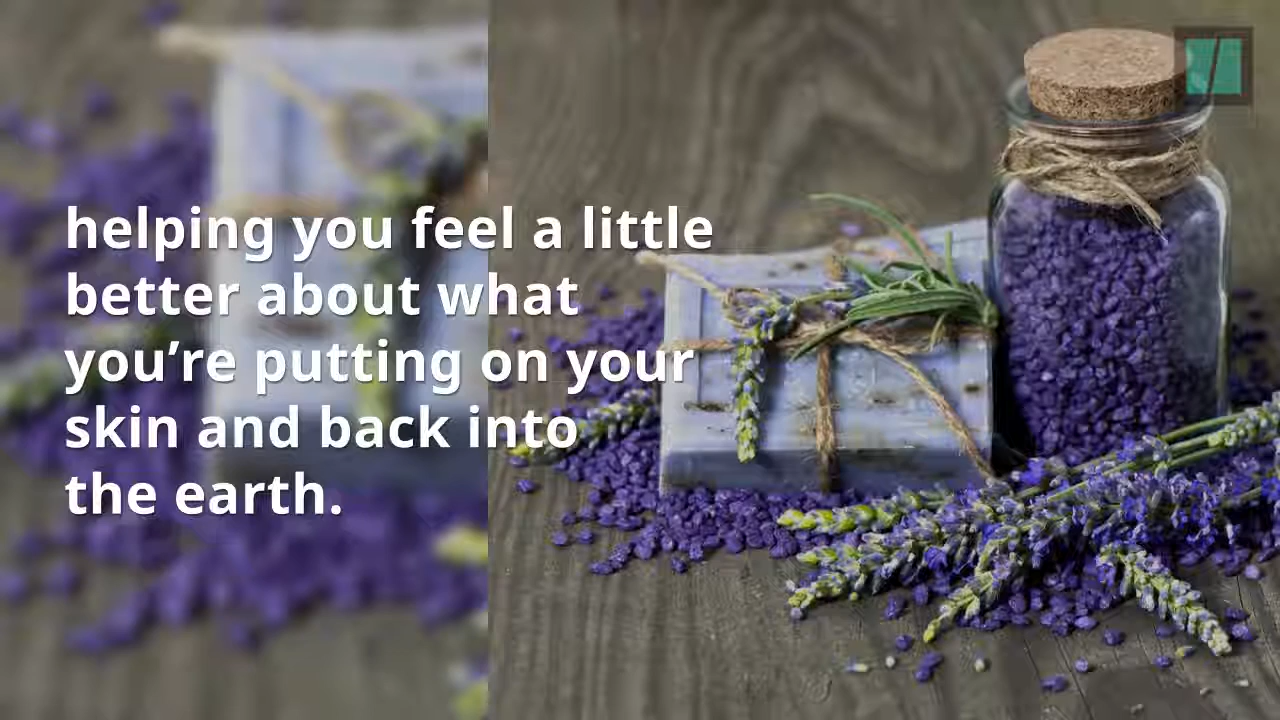 helping you feel a little
better about what
you’re putting on your
skin and back into
the earth.